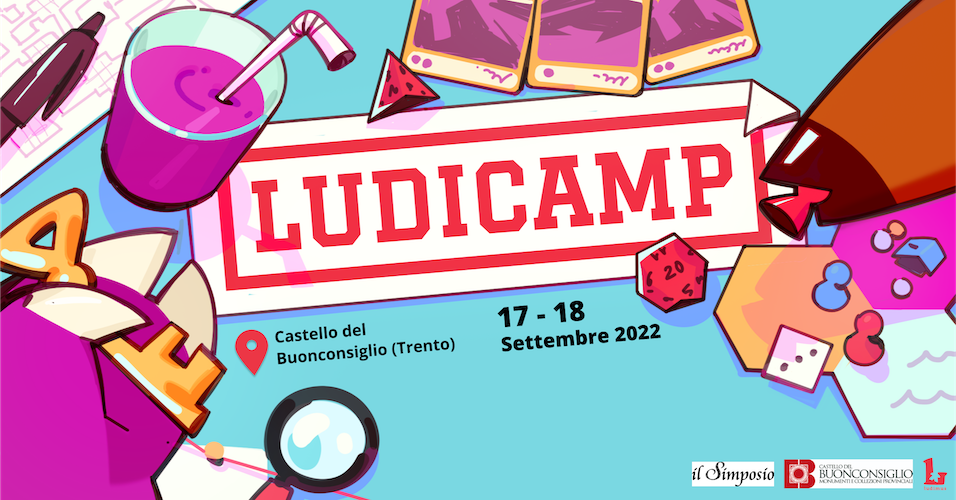 LUDICAMP
17 - 18
Settembre 2022
Castello del
Buonconsiglio (Trento)
20
il Simposio
CASTELLO DEL
BUONCONSIGLIO
MONUMENTI E COLLEZIONI PROVINCIALI